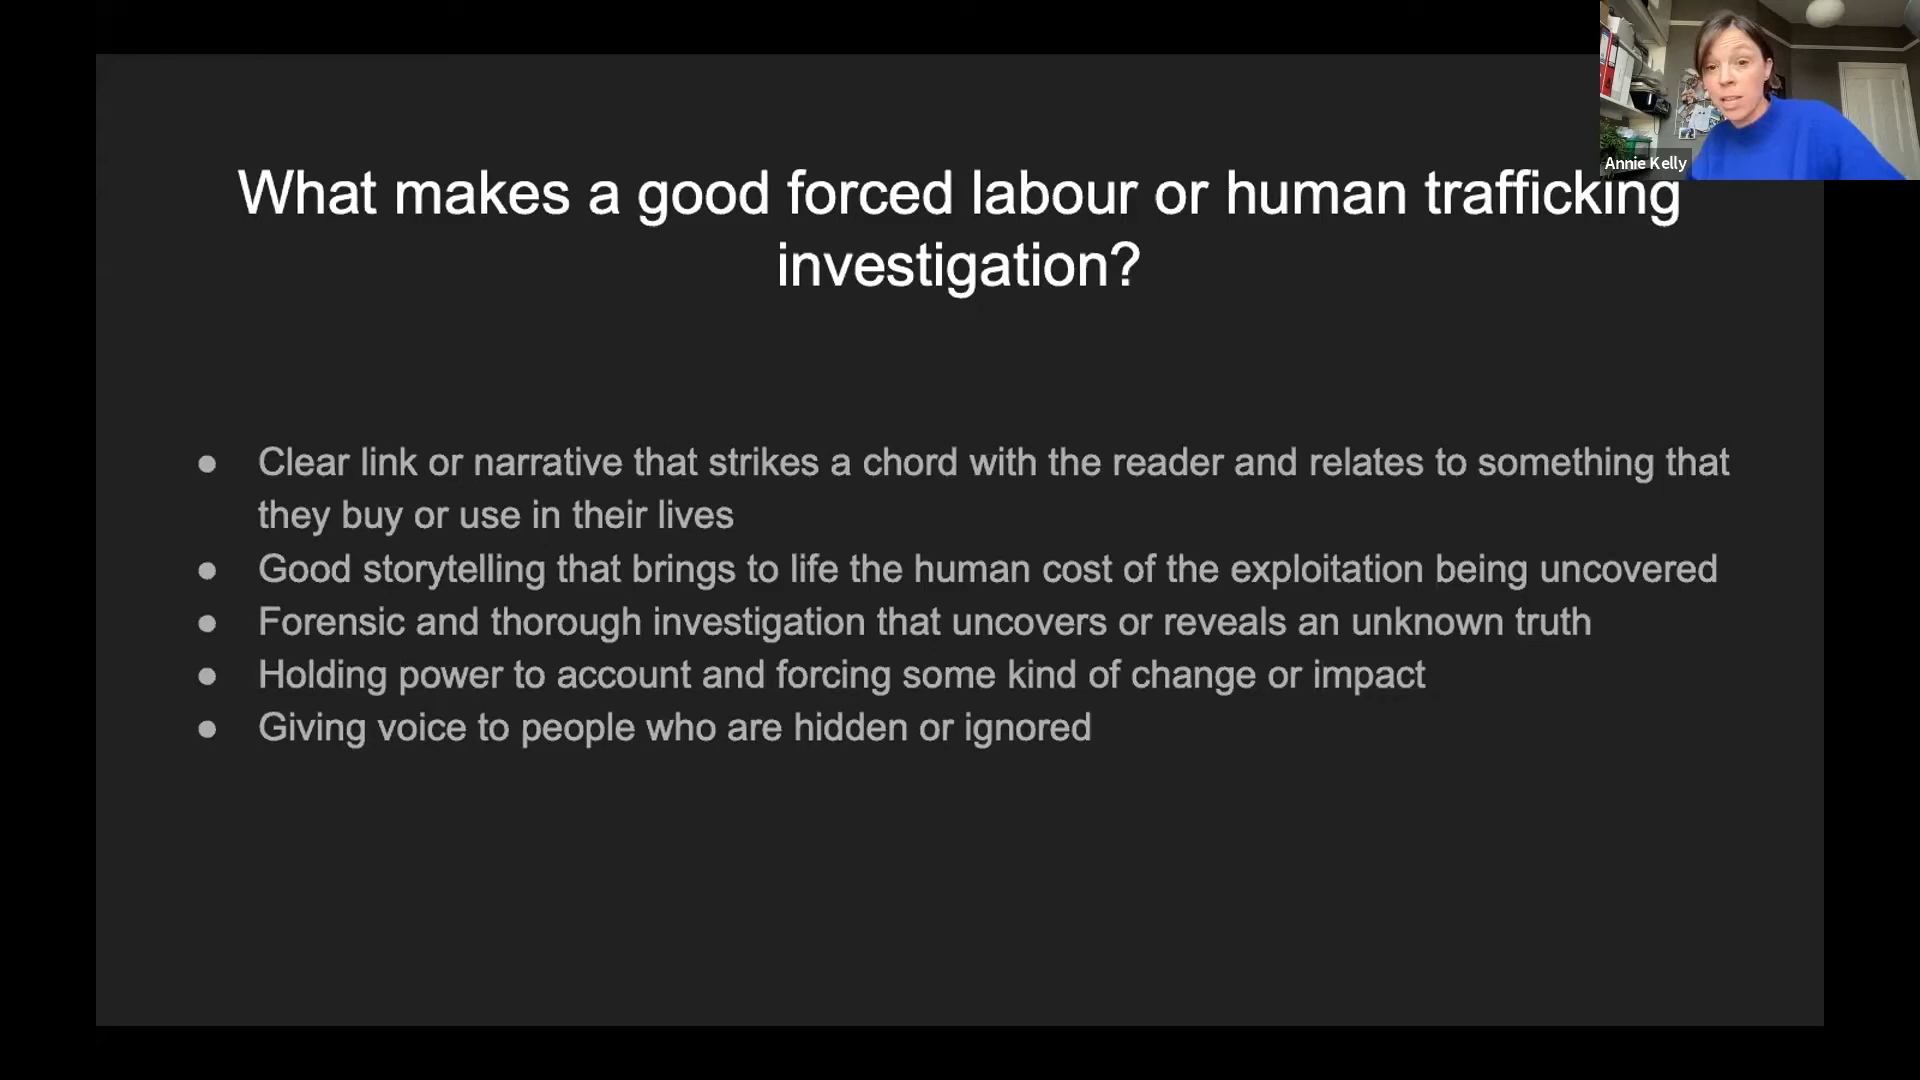 What makes a good forced labour or human trafficking
investigation?
● Clear link or narrative that strikes a chord with the reader and relates to something that
they buy or use in their lives
● Good storytelling that brings to life the human cost of the exploitation being uncovered
● Forensic and thorough investigation that uncovers or reveals an unknown truth
● Holding power to account and forcing some kind of change or impact
● Giving voice to people who are hidden or ignored
Annie Kelly